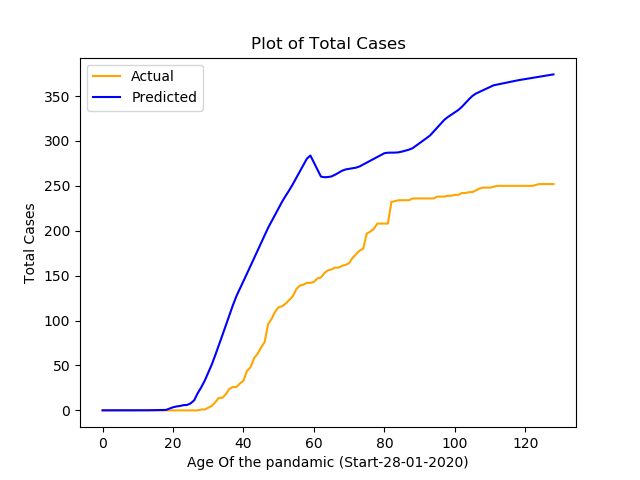 Plot of Total Cases
Actual
Predicted
350
300
250
200
150
100
50
0
Total Cases
0 20 40 60 80 100 120
Age Of the pandamic (Start-28-01-2020)